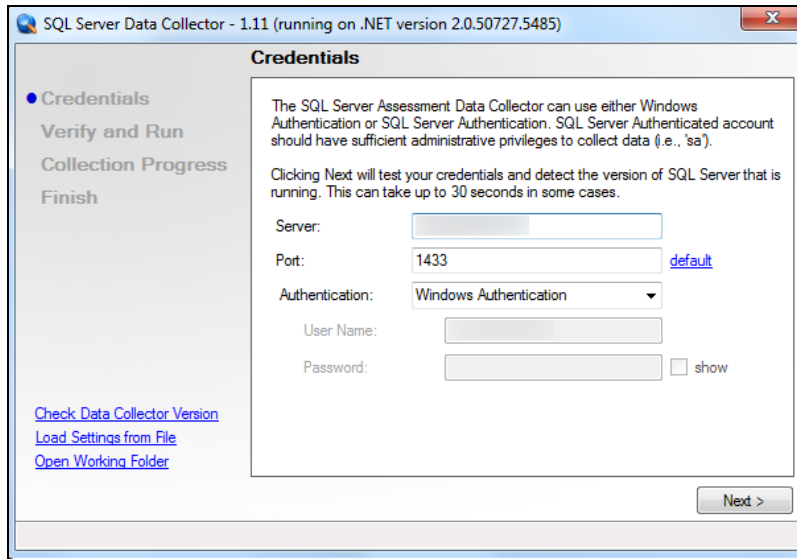 SQL Server Data Collector - 1.11 (running on .NET version 2.0.50727.5485)
Credentials
Credentials
Verify and Run
Collection Progress
Finish
The SQL Server Assessment Data Collector can use either Windows
Authentication or SQL Server Authentication. SQL Server Authenticated account
should have sufficient administrative privileges to collect data (i.e., 'sa').
Clicking Next will test your credentials and detect the version of SQL Server that is
running. This can take up to 30 seconds in some cases.
Server:
Port: 1433 default
Authentication: Windows Authentication
User Name:
Password: show
Check Data Collector Version
Load Settings from File
Open Working Folder
Next >